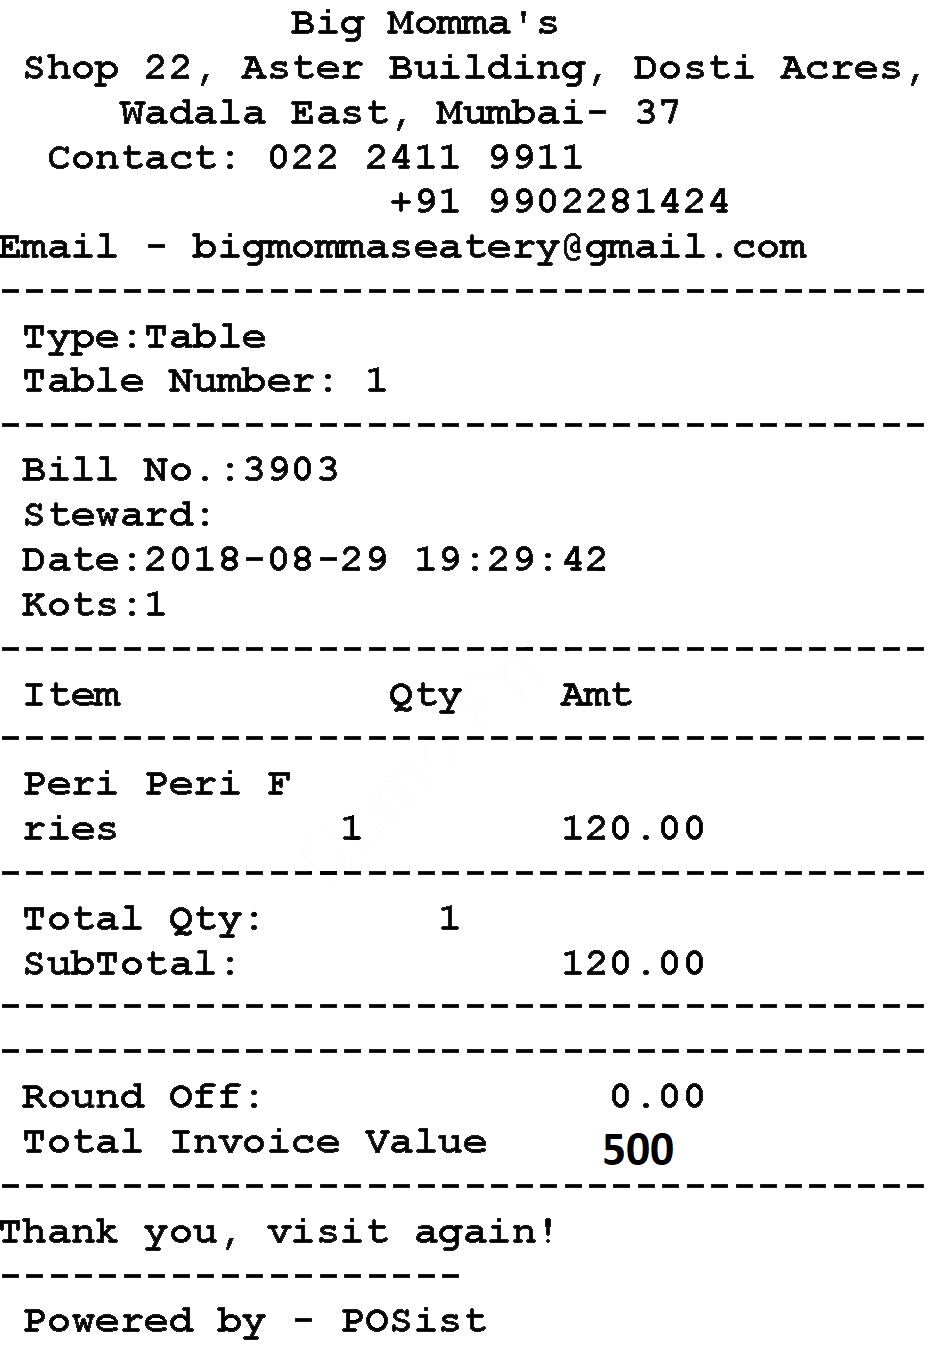 Big Momma's
Shop 22, Aster Building, Dosti Acres,
Wadala East, Mumbai- 37
Contact: 022 2411 9911
+91 9902281424
Email - bigmommaseatery@gmail.com
--------------------------------------
Type:Table
Table Number: 1
--------------------------------------
Bill No.:3903
Steward:
Date:2018-08-29 19:29:42
Kots:1
--------------------------------------
Item Qty Amt
--------------------------------------
Peri Peri F
ries 1 120.00
--------------------------------------
Total Qty: 1
SubTotal: 120.00
--------------------------------------
--------------------------------------
Round Off: 0.00
Total Invoice Value 500
--------------------------------------
Thank you, visit again!
-------------------
Powered by - POSist